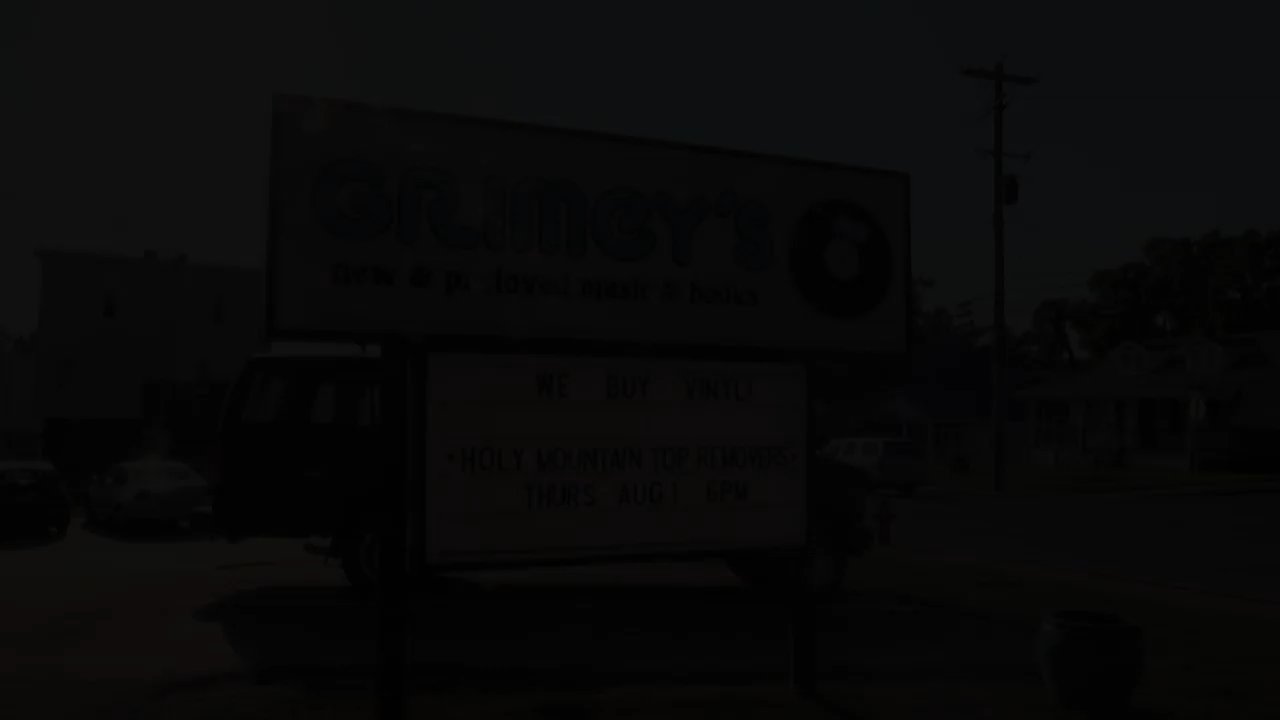 GRIMEY'S
new & preloved music & books
WE BUY VINYL!
*HOLY MOUNTAIN TOP REMOVERS*
THURS AUG 1 6PM